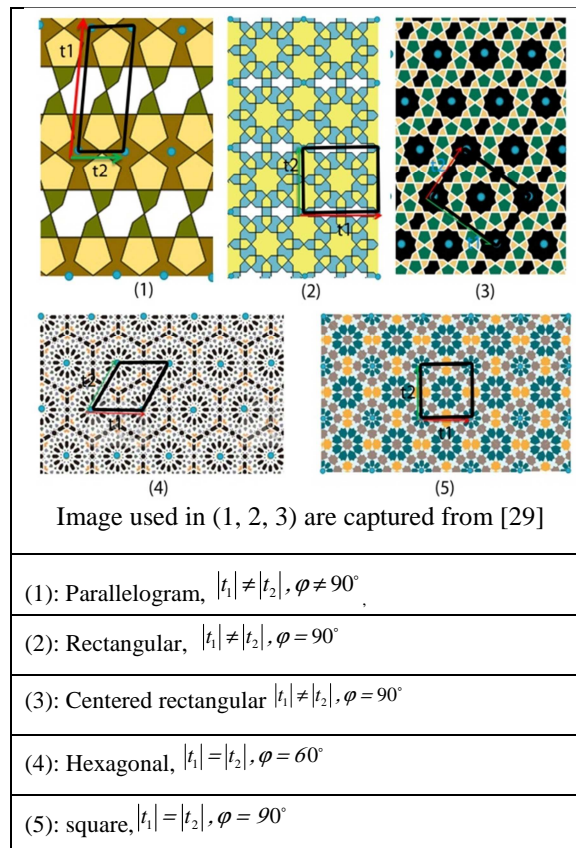 t1
t2
(1)
t2
t1
(2)
(3)
t2
t1
(4)
t2
t1
(5)
Image used in (1, 2, 3) are captured from [29]
(1): Parallelogram, |t₁| ≠ |t₂|, φ ≠ 90° ,
(2): Rectangular, |t₁| ≠ |t₂|, φ = 90°
(3): Centered rectangular |t₁| ≠ |t₂|, φ = 90°
(4): Hexagonal, |t₁| = |t₂|, φ = 60°
(5): square, |t₁| = |t₂|, φ = 90°